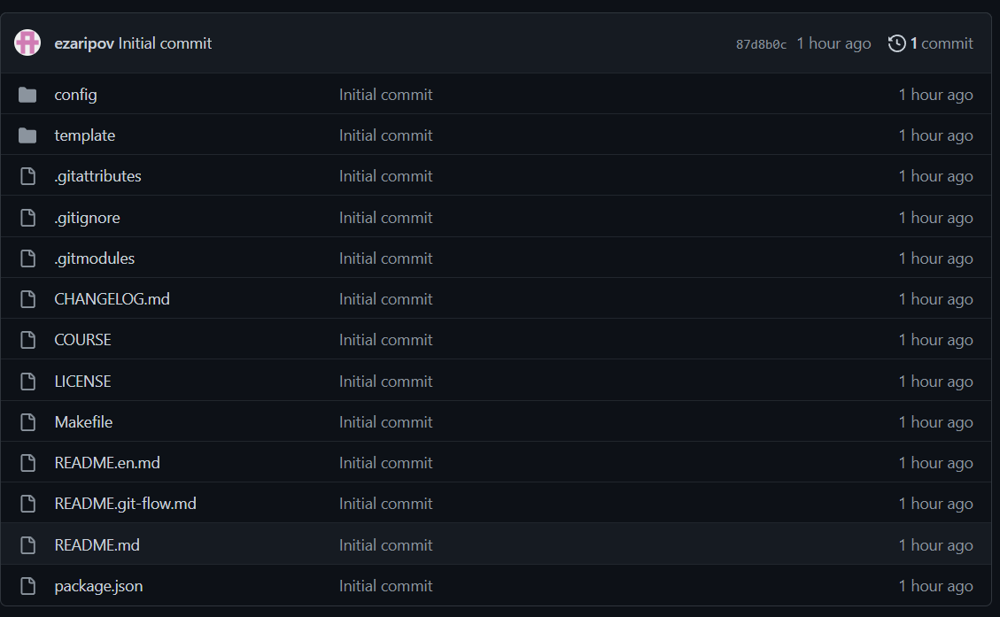 ezaripov Initial commit 87d8b0c 1 hour ago 1 commit
config Initial commit 1 hour ago
template Initial commit 1 hour ago
.gitattributes Initial commit 1 hour ago
.gitignore Initial commit 1 hour ago
.gitmodules Initial commit 1 hour ago
CHANGELOG.md Initial commit 1 hour ago
COURSE Initial commit 1 hour ago
LICENSE Initial commit 1 hour ago
Makefile Initial commit 1 hour ago
README.en.md Initial commit 1 hour ago
README.git-flow.md Initial commit 1 hour ago
README.md Initial commit 1 hour ago
package.json Initial commit 1 hour ago